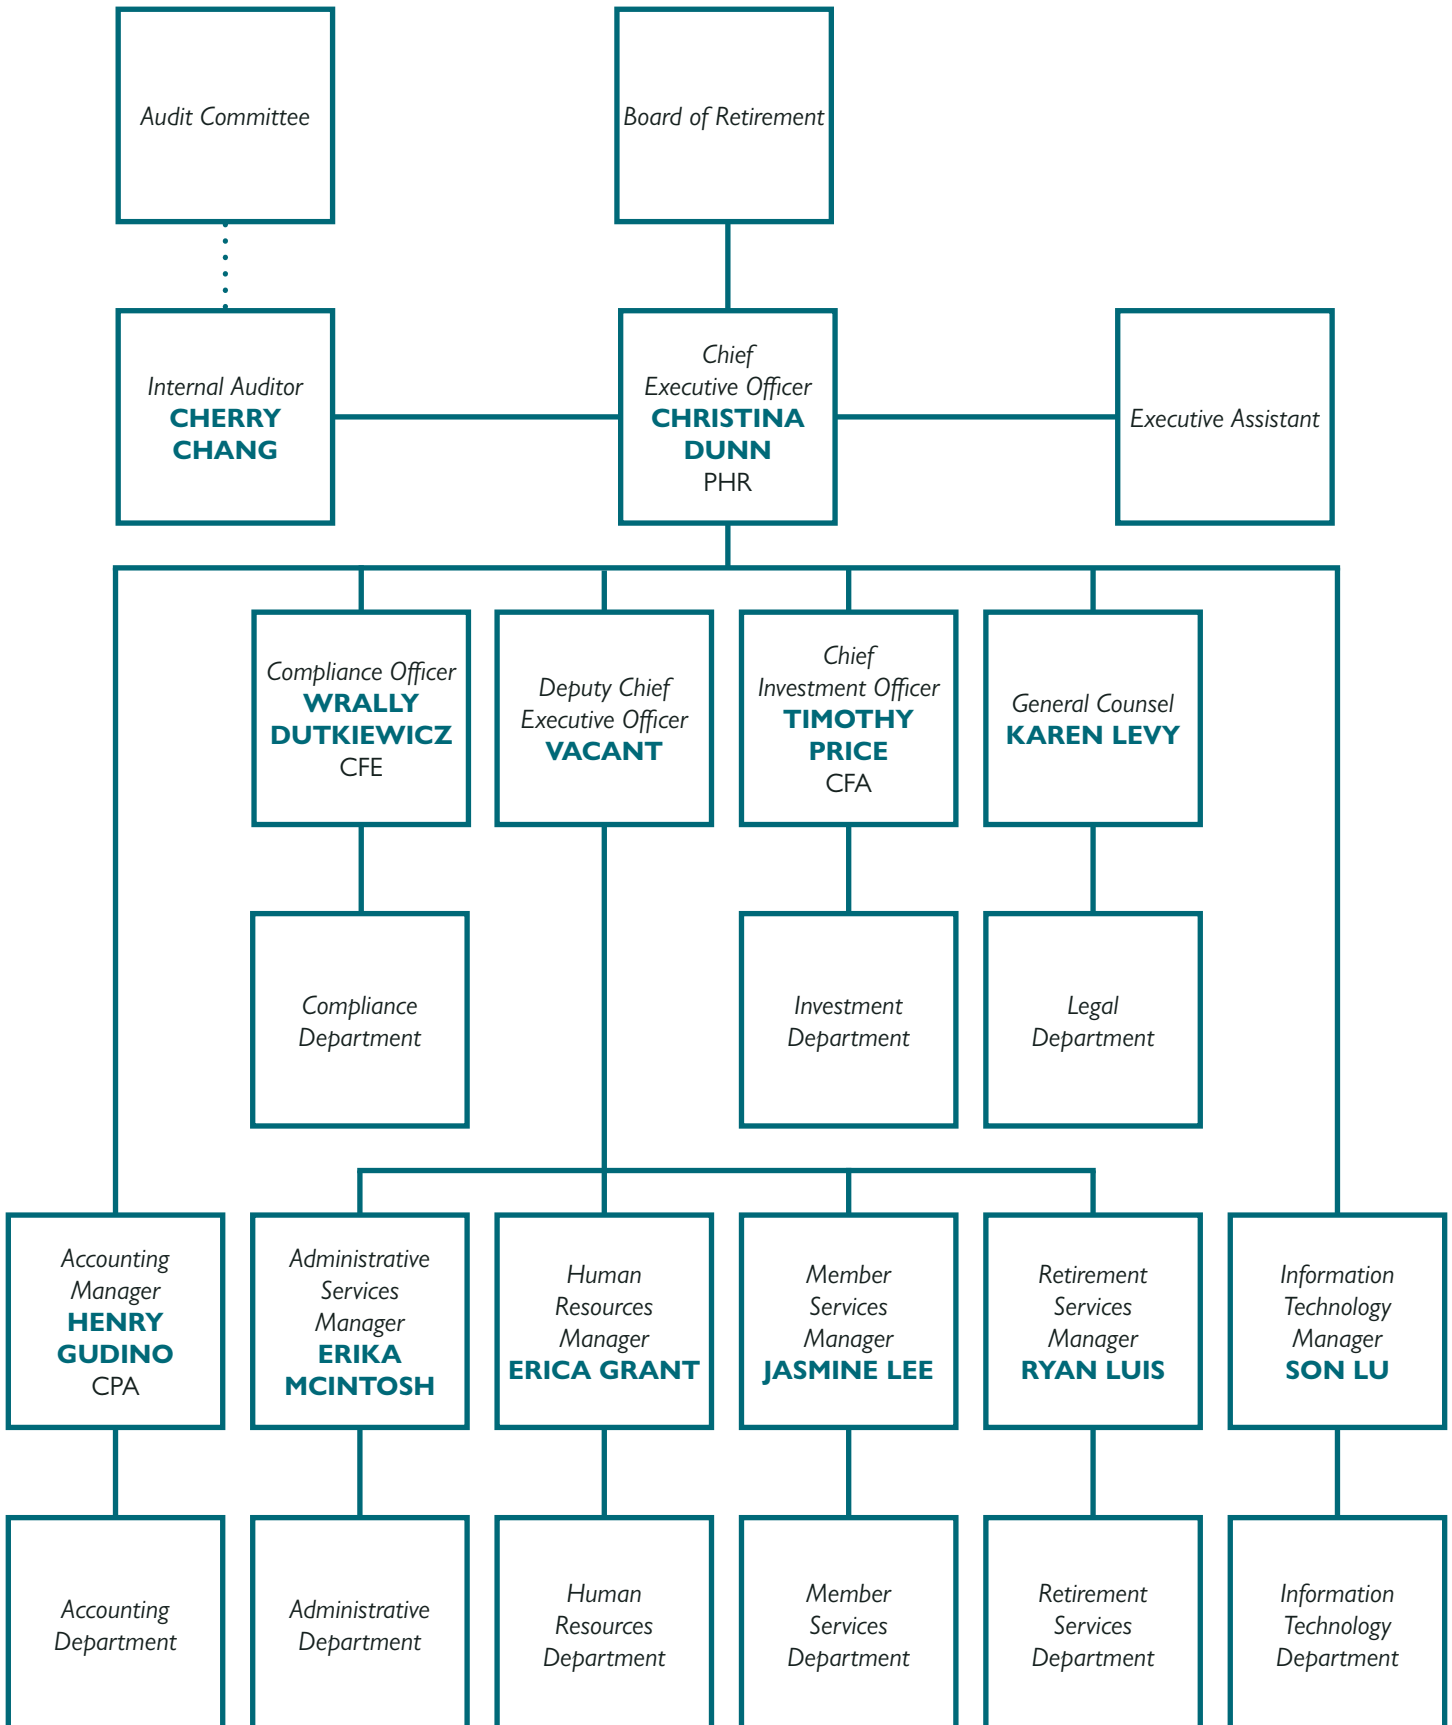 Audit Committee
Board of Retirement
Internal Auditor
CHERRY
CHANG
Chief
Executive Officer
CHRISTINA
DUNN
PHR
Executive Assistant
Compliance Officer
WRALLY
DUTKIEWICZ
CFE
Deputy Chief
Executive Officer
VACANT
Chief
Investment Officer
TIMOTHY
PRICE
CFA
General Counsel
KAREN LEVY
Compliance
Department
Investment
Department
Legal
Department
Accounting
Manager
HENRY
GUDINO
CPA
Administrative
Services
Manager
ERIKA
MCINTOSH
Human
Resources
Manager
ERICA GRANT
Member
Services
Manager
JASMINE LEE
Retirement
Services
Manager
RYAN LUIS
Information
Technology
Manager
SON LU
Accounting
Department
Administrative
Department
Human
Resources
Department
Member
Services
Department
Retirement
Services
Department
Information
Technology
Department